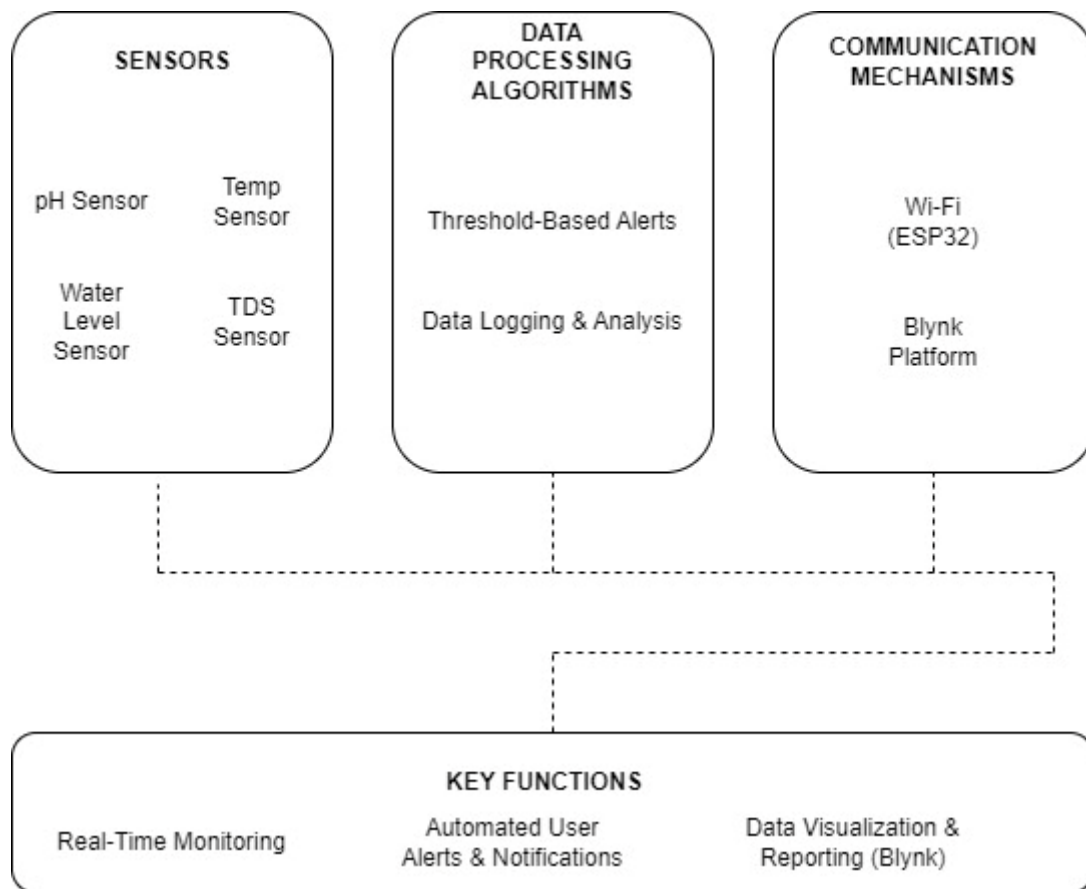 SENSORS
pH Sensor
Temp
Sensor
Water
Level
Sensor
TDS
Sensor
DATA
PROCESSING
ALGORITHMS
Threshold-Based Alerts
Data Logging & Analysis
COMMUNICATION
MECHANISMS
Wi-Fi
(ESP32)
Blynk
Platform
KEY FUNCTIONS
Real-Time Monitoring
Automated User
Alerts & Notifications
Data Visualization &
Reporting (Blynk)